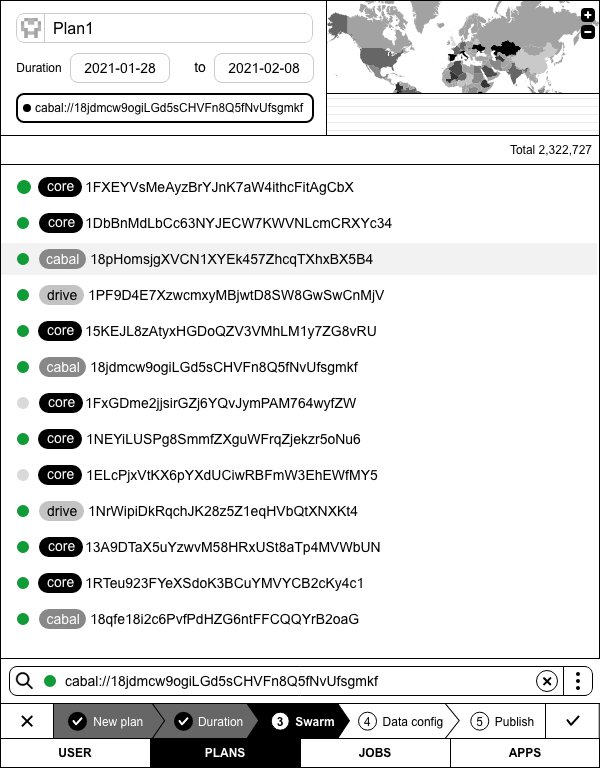 Plan1
Duration 2021-01-28 to 2021-02-08
cabal://18jdmcw9ogiLGd5sCHVFn8Q5fNvUfsgmkf
Total 2,322,727
core 1FXEYVsMeAyzBrYJnK7aW4ithcFitAgCbX
core 1DbBnMdLbCc63NYJECW7KWVNLcmCRXYc34
cabal 18pHomsjgXVCN1XYEk457ZhcqTXhxBX5B4
drive 1PF9D4E7XzwcmxyMBjwtD8SW8GwSwCnMjV
core 15KEJL8zAtyxHGDoQZV3VMhLM1y7ZG8vRU
cabal 18jdmcw9ogiLGd5sCHVFn8Q5fNvUfsgmkf
core 1FxGDme2jjsirGZj6YQvJymPAM764wyfZW
core 1NEYiLUSPg8SmmfZXguWFrqZjekzr5oNu6
core 1ELcPjxVtKX6pYXdUCiwRBFmW3EhEWfMY5
drive 1NrWipiDkRqchJK28z5Z1eqHVbQtXNXKt4
core 13A9DTaX5uYzwvM58HRxUSt8aTp4MVWbUN
core 1RTeu923FYeXSdoK3BCuYMVYCB2cKy4c1
cabal 18qfe18i2c6PvfPdHZG6ntFFCQQYrB2oaG
cabal://18jdmcw9ogiLGd5sCHVFn8Q5fNvUfsgmkf
New plan Duration 3 Swarm 4 Data config 5 Publish
USER PLANS JOBS APPS